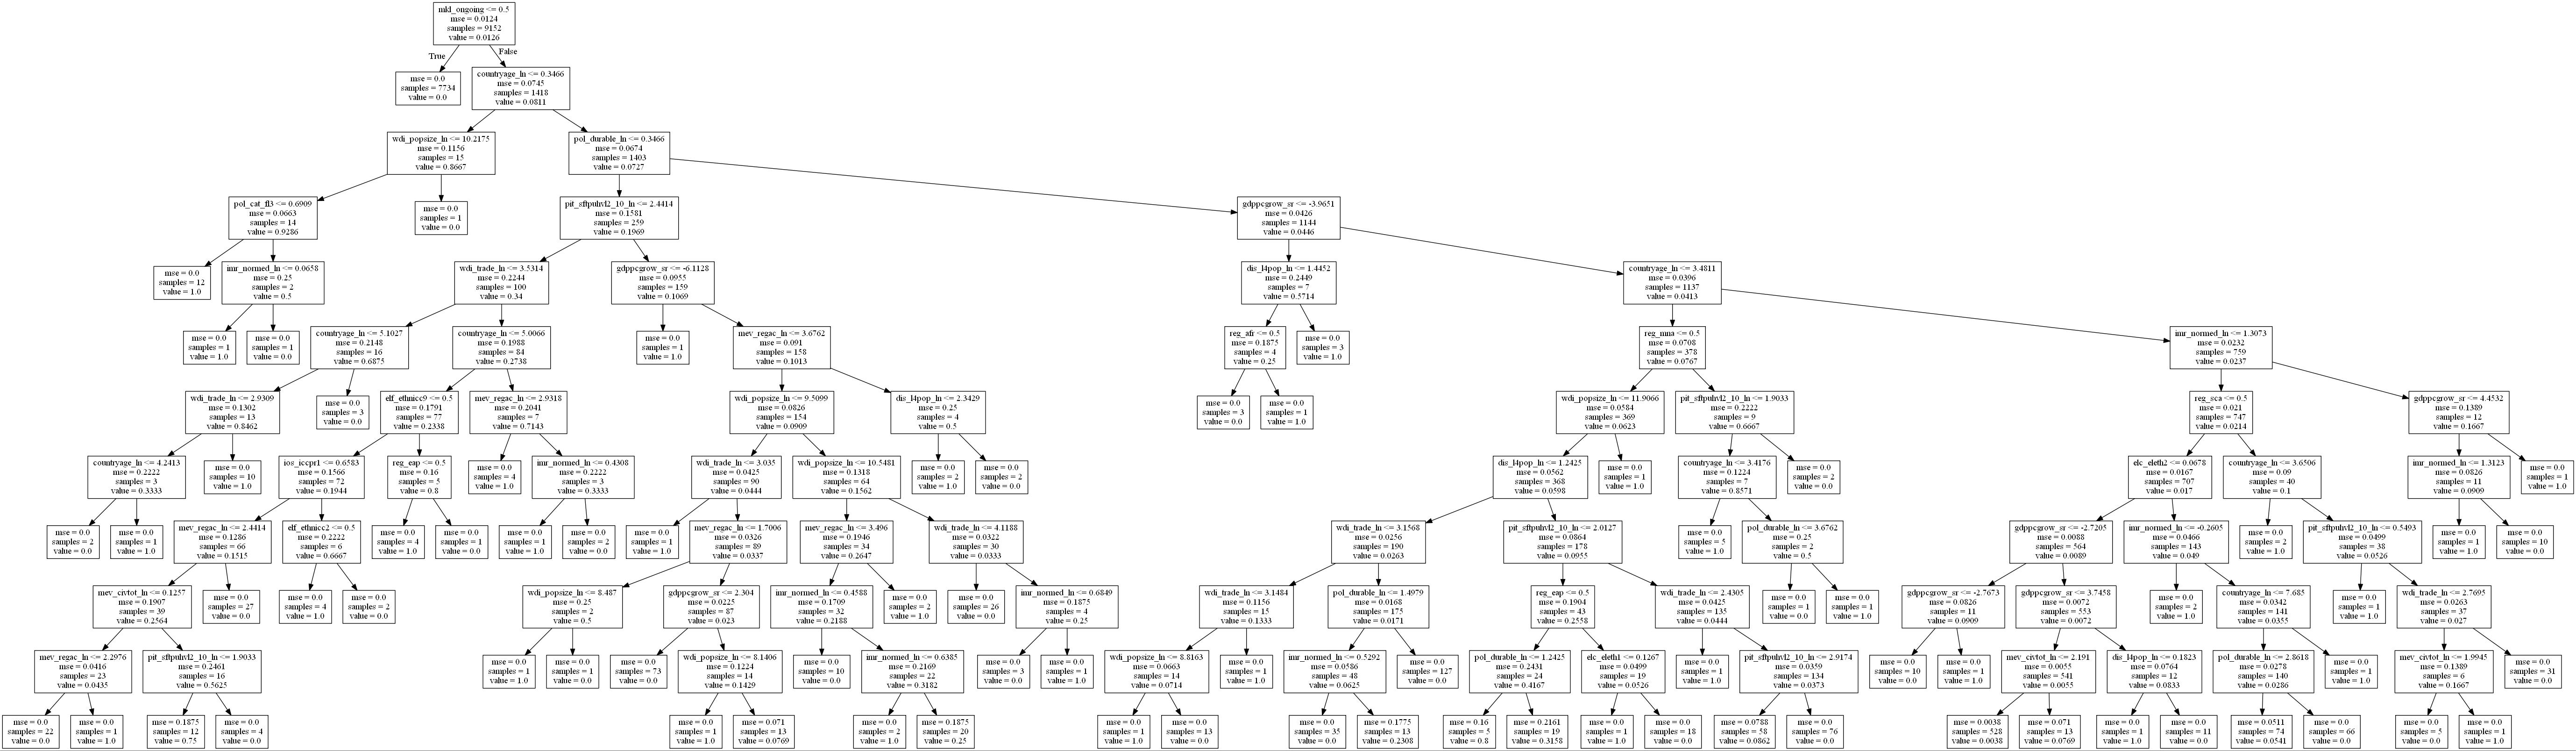 mld_ongoing <= 0.5
mse = 0.0124
samples = 9152
value = 0.0126
True
False
mse = 0.0
samples = 7734
value = 0.0
countryage_ln <= 0.3466
mse = 0.0745
samples = 1418
value = 0.0811
wdi_popsize_ln <= 10.2175
mse = 0.1156
samples = 15
value = 0.8667
pol_durable_ln <= 0.3466
mse = 0.0674
samples = 1403
value = 0.0727
pol_cat_fl3 <= 0.6909
mse = 0.0663
samples = 14
value = 0.9286
mse = 0.0
samples = 1
value = 0.0
pit_sftpuhvl2_10_ln <= 2.4414
mse = 0.1581
samples = 259
value = 0.1969
gdppcgrow_sr <= -3.9651
mse = 0.0426
samples = 1144
value = 0.0446
mse = 0.0
samples = 12
value = 1.0
imr_normed_ln <= 0.0658
mse = 0.25
samples = 2
value = 0.5
wdi_trade_ln <= 3.5314
mse = 0.2244
samples = 100
value = 0.34
gdppcgrow_sr <= -6.1128
mse = 0.0955
samples = 159
value = 0.1069
dis_l4pop_ln <= 1.4452
mse = 0.2449
samples = 7
value = 0.5714
countryage_ln <= 3.4811
mse = 0.0396
samples = 1137
value = 0.0413
mse = 0.0
samples = 1
value = 1.0
mse = 0.0
samples = 1
value = 0.0
countryage_ln <= 5.1027
mse = 0.2148
samples = 16
value = 0.6875
countryage_ln <= 5.0066
mse = 0.1988
samples = 84
value = 0.2738
mse = 0.0
samples = 1
value = 1.0
mev_regac_ln <= 3.6762
mse = 0.091
samples = 158
value = 0.1013
reg_afr <= 0.5
mse = 0.1875
samples = 4
value = 0.25
mse = 0.0
samples = 3
value = 1.0
reg_mna <= 0.5
mse = 0.0708
samples = 378
value = 0.0767
imr_normed_ln <= 1.3073
mse = 0.0232
samples = 759
value = 0.0237
wdi_trade_ln <= 2.9309
mse = 0.1302
samples = 13
value = 0.8462
mse = 0.0
samples = 3
value = 0.0
elf_ethnicc9 <= 0.5
mse = 0.1791
samples = 77
value = 0.2338
mev_regac_ln <= 2.9318
mse = 0.2041
samples = 7
value = 0.7143
wdi_popsize_ln <= 9.5099
mse = 0.0826
samples = 154
value = 0.0909
dis_l4pop_ln <= 2.3429
mse = 0.25
samples = 4
value = 0.5
mse = 0.0
samples = 3
value = 0.0
mse = 0.0
samples = 1
value = 1.0
wdi_popsize_ln <= 11.9066
mse = 0.0584
samples = 369
value = 0.0623
pit_sftpuhvl2_10_ln <= 1.9033
mse = 0.2222
samples = 9
value = 0.6667
reg_sca <= 0.5
mse = 0.021
samples = 747
value = 0.0214
gdppcgrow_sr <= 4.4532
mse = 0.1389
samples = 12
value = 0.1667
countryage_ln <= 4.2413
mse = 0.2222
samples = 3
value = 0.3333
mse = 0.0
samples = 10
value = 1.0
ios_iccpr1 <= 0.6583
mse = 0.1566
samples = 72
value = 0.1944
reg_eap <= 0.5
mse = 0.16
samples = 5
value = 0.8
mse = 0.0
samples = 4
value = 1.0
imr_normed_ln <= 0.4308
mse = 0.2222
samples = 3
value = 0.3333
wdi_trade_ln <= 3.035
mse = 0.0425
samples = 90
value = 0.0444
wdi_popsize_ln <= 10.5481
mse = 0.1318
samples = 64
value = 0.1562
mse = 0.0
samples = 2
value = 1.0
mse = 0.0
samples = 2
value = 0.0
dis_l4pop_ln <= 1.2425
mse = 0.0562
samples = 368
value = 0.0598
mse = 0.0
samples = 1
value = 1.0
countryage_ln <= 3.4176
mse = 0.1224
samples = 7
value = 0.8571
mse = 0.0
samples = 2
value = 0.0
elc_eleth2 <= 0.0678
mse = 0.0167
samples = 707
value = 0.017
countryage_ln <= 3.6506
mse = 0.09
samples = 40
value = 0.1
imr_normed_ln <= 1.3123
mse = 0.0826
samples = 11
value = 0.0909
mse = 0.0
samples = 1
value = 1.0
mse = 0.0
samples = 2
value = 0.0
mse = 0.0
samples = 1
value = 1.0
mev_regac_ln <= 2.4414
mse = 0.1286
samples = 66
value = 0.1515
elf_ethnicc2 <= 0.5
mse = 0.2222
samples = 6
value = 0.6667
mse = 0.0
samples = 4
value = 1.0
mse = 0.0
samples = 1
value = 0.0
mse = 0.0
samples = 1
value = 1.0
mse = 0.0
samples = 2
value = 0.0
mse = 0.0
samples = 1
value = 1.0
mev_regac_ln <= 1.7006
mse = 0.0326
samples = 89
value = 0.0337
mev_regac_ln <= 3.496
mse = 0.1946
samples = 34
value = 0.2647
wdi_trade_ln <= 4.1188
mse = 0.0322
samples = 30
value = 0.0333
wdi_trade_ln <= 3.1568
mse = 0.0256
samples = 190
value = 0.0263
pit_sftpuhvl2_10_ln <= 2.0127
mse = 0.0864
samples = 178
value = 0.0955
mse = 0.0
samples = 5
value = 1.0
pol_durable_ln <= 3.6762
mse = 0.25
samples = 2
value = 0.5
gdppcgrow_sr <= -2.7205
mse = 0.0088
samples = 564
value = 0.0089
imr_normed_ln <= -0.2605
mse = 0.0466
samples = 143
value = 0.049
mse = 0.0
samples = 2
value = 1.0
pit_sftpuhvl2_10_ln <= 0.5493
mse = 0.0499
samples = 38
value = 0.0526
mse = 0.0
samples = 1
value = 1.0
mse = 0.0
samples = 10
value = 0.0
mev_civtot_ln <= 0.1257
mse = 0.1907
samples = 39
value = 0.2564
mse = 0.0
samples = 27
value = 0.0
mse = 0.0
samples = 4
value = 1.0
mse = 0.0
samples = 2
value = 0.0
wdi_popsize_ln <= 8.487
mse = 0.25
samples = 2
value = 0.5
gdppcgrow_sr <= 2.304
mse = 0.0225
samples = 87
value = 0.023
imr_normed_ln <= 0.4588
mse = 0.1709
samples = 32
value = 0.2188
mse = 0.0
samples = 2
value = 1.0
mse = 0.0
samples = 26
value = 0.0
imr_normed_ln <= 0.6849
mse = 0.1875
samples = 4
value = 0.25
wdi_trade_ln <= 3.1484
mse = 0.1156
samples = 15
value = 0.1333
pol_durable_ln <= 1.4979
mse = 0.0168
samples = 175
value = 0.0171
reg_eap <= 0.5
mse = 0.1904
samples = 43
value = 0.2558
wdi_trade_ln <= 2.4305
mse = 0.0425
samples = 135
value = 0.0444
mse = 0.0
samples = 1
value = 0.0
mse = 0.0
samples = 1
value = 1.0
gdppcgrow_sr <= -2.7673
mse = 0.0826
samples = 11
value = 0.0909
gdppcgrow_sr <= 3.7458
mse = 0.0072
samples = 553
value = 0.0072
mse = 0.0
samples = 2
value = 1.0
countryage_ln <= 7.685
mse = 0.0342
samples = 141
value = 0.0355
mse = 0.0
samples = 1
value = 1.0
wdi_trade_ln <= 2.7695
mse = 0.0263
samples = 37
value = 0.027
mev_regac_ln <= 2.2976
mse = 0.0416
samples = 23
value = 0.0435
pit_sftpuhvl2_10_ln <= 1.9033
mse = 0.2461
samples = 16
value = 0.5625
mse = 0.0
samples = 1
value = 1.0
mse = 0.0
samples = 1
value = 0.0
mse = 0.0
samples = 73
value = 0.0
wdi_popsize_ln <= 8.1406
mse = 0.1224
samples = 14
value = 0.1429
mse = 0.0
samples = 10
value = 0.0
imr_normed_ln <= 0.6385
mse = 0.2169
samples = 22
value = 0.3182
mse = 0.0
samples = 3
value = 0.0
mse = 0.0
samples = 1
value = 1.0
wdi_popsize_ln <= 8.8163
mse = 0.0663
samples = 14
value = 0.0714
mse = 0.0
samples = 1
value = 1.0
imr_normed_ln <= 0.5292
mse = 0.0586
samples = 48
value = 0.0625
mse = 0.0
samples = 127
value = 0.0
pol_durable_ln <= 1.2425
mse = 0.2431
samples = 24
value = 0.4167
elc_eleth1 <= 0.1267
mse = 0.0499
samples = 19
value = 0.0526
mse = 0.0
samples = 1
value = 1.0
pit_sftpuhvl2_10_ln <= 2.9174
mse = 0.0359
samples = 134
value = 0.0373
mse = 0.0
samples = 10
value = 0.0
mse = 0.0
samples = 1
value = 1.0
mev_civtot_ln <= 2.191
mse = 0.0055
samples = 541
value = 0.0055
dis_l4pop_ln <= 0.1823
mse = 0.0764
samples = 12
value = 0.0833
pol_durable_ln <= 2.8618
mse = 0.0278
samples = 140
value = 0.0286
mse = 0.0
samples = 1
value = 1.0
mev_civtot_ln <= 1.9945
mse = 0.1389
samples = 6
value = 0.1667
mse = 0.0
samples = 31
value = 0.0
mse = 0.0
samples = 22
value = 0.0
mse = 0.0
samples = 1
value = 1.0
mse = 0.1875
samples = 12
value = 0.75
mse = 0.0
samples = 4
value = 0.0
mse = 0.0
samples = 1
value = 1.0
mse = 0.071
samples = 13
value = 0.0769
mse = 0.0
samples = 2
value = 1.0
mse = 0.1875
samples = 20
value = 0.25
mse = 0.0
samples = 1
value = 1.0
mse = 0.0
samples = 13
value = 0.0
mse = 0.0
samples = 35
value = 0.0
mse = 0.1775
samples = 13
value = 0.2308
mse = 0.16
samples = 5
value = 0.8
mse = 0.2161
samples = 19
value = 0.3158
mse = 0.0
samples = 1
value = 1.0
mse = 0.0
samples = 18
value = 0.0
mse = 0.0788
samples = 58
value = 0.0862
mse = 0.0
samples = 76
value = 0.0
mse = 0.0038
samples = 528
value = 0.0038
mse = 0.071
samples = 13
value = 0.0769
mse = 0.0
samples = 1
value = 1.0
mse = 0.0
samples = 11
value = 0.0
mse = 0.0511
samples = 74
value = 0.0541
mse = 0.0
samples = 66
value = 0.0
mse = 0.0
samples = 5
value = 0.0
mse = 0.0
samples = 1
value = 1.0